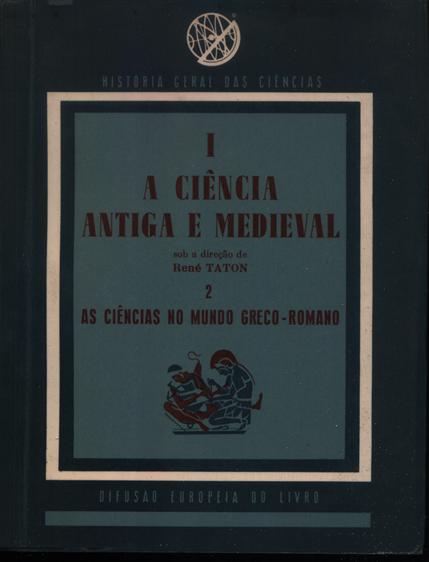 HISTÓRIA GERAL DAS CIÊNCIAS
I
A CIÊNCIA
ANTIGA E MEDIEVAL
sob a direção de
René TATON
2
AS CIÊNCIAS NO MUNDO GRECO-ROMANO
DIFUSÃO EUROPEIA DO LIVRO